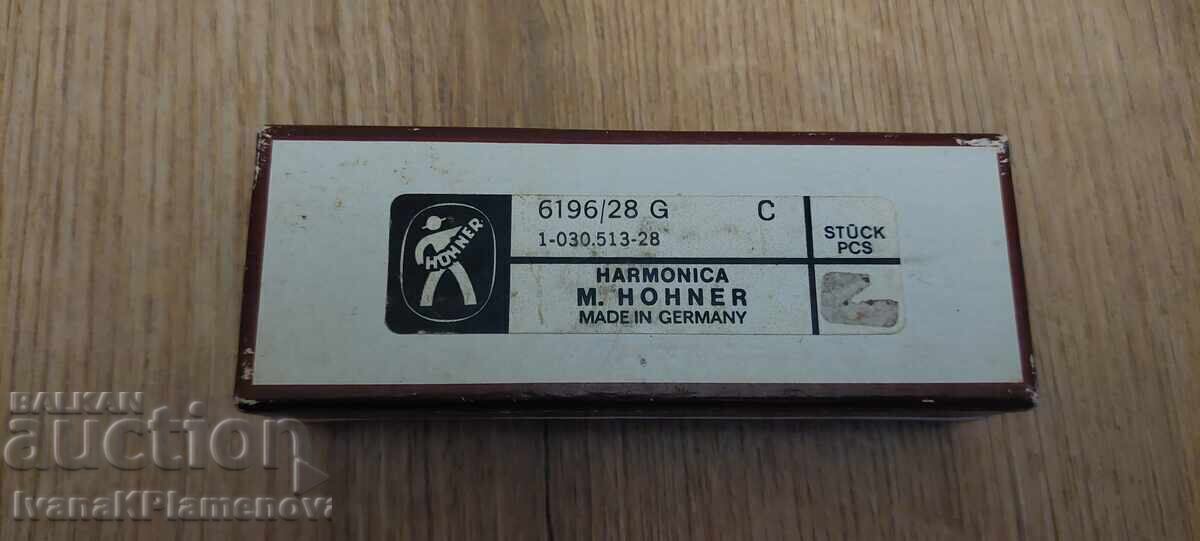 HOHNER
6196/28 G C
1-030.513-28
HARMONICA
M. HOHNER
MADE IN GERMANY
STÜCK
PCS
BALKAN
auction
IvanaKPlamenova